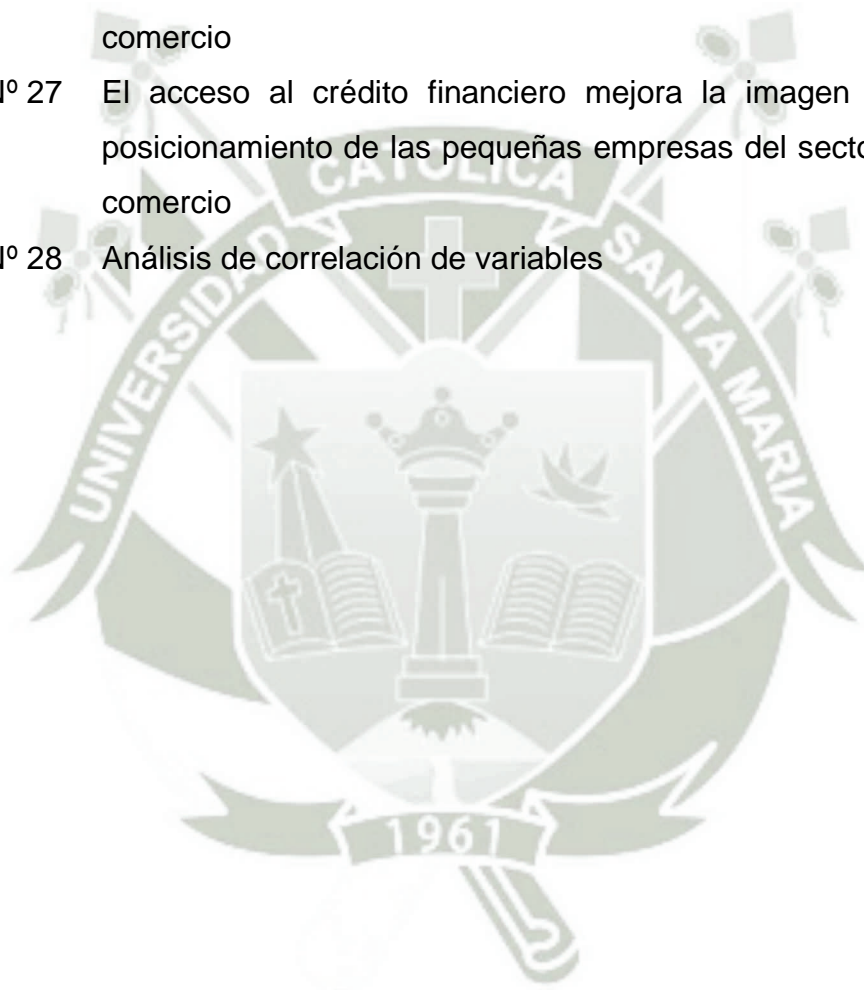 comercio
Nº 27 El acceso al crédito financiero mejora la imagen
posicionamiento de las pequeñas empresas del secto
comercio
Nº 28 Análisis de correlación de variables
UNIVERSIDAD CATOLICA SANTA MARIA
1961